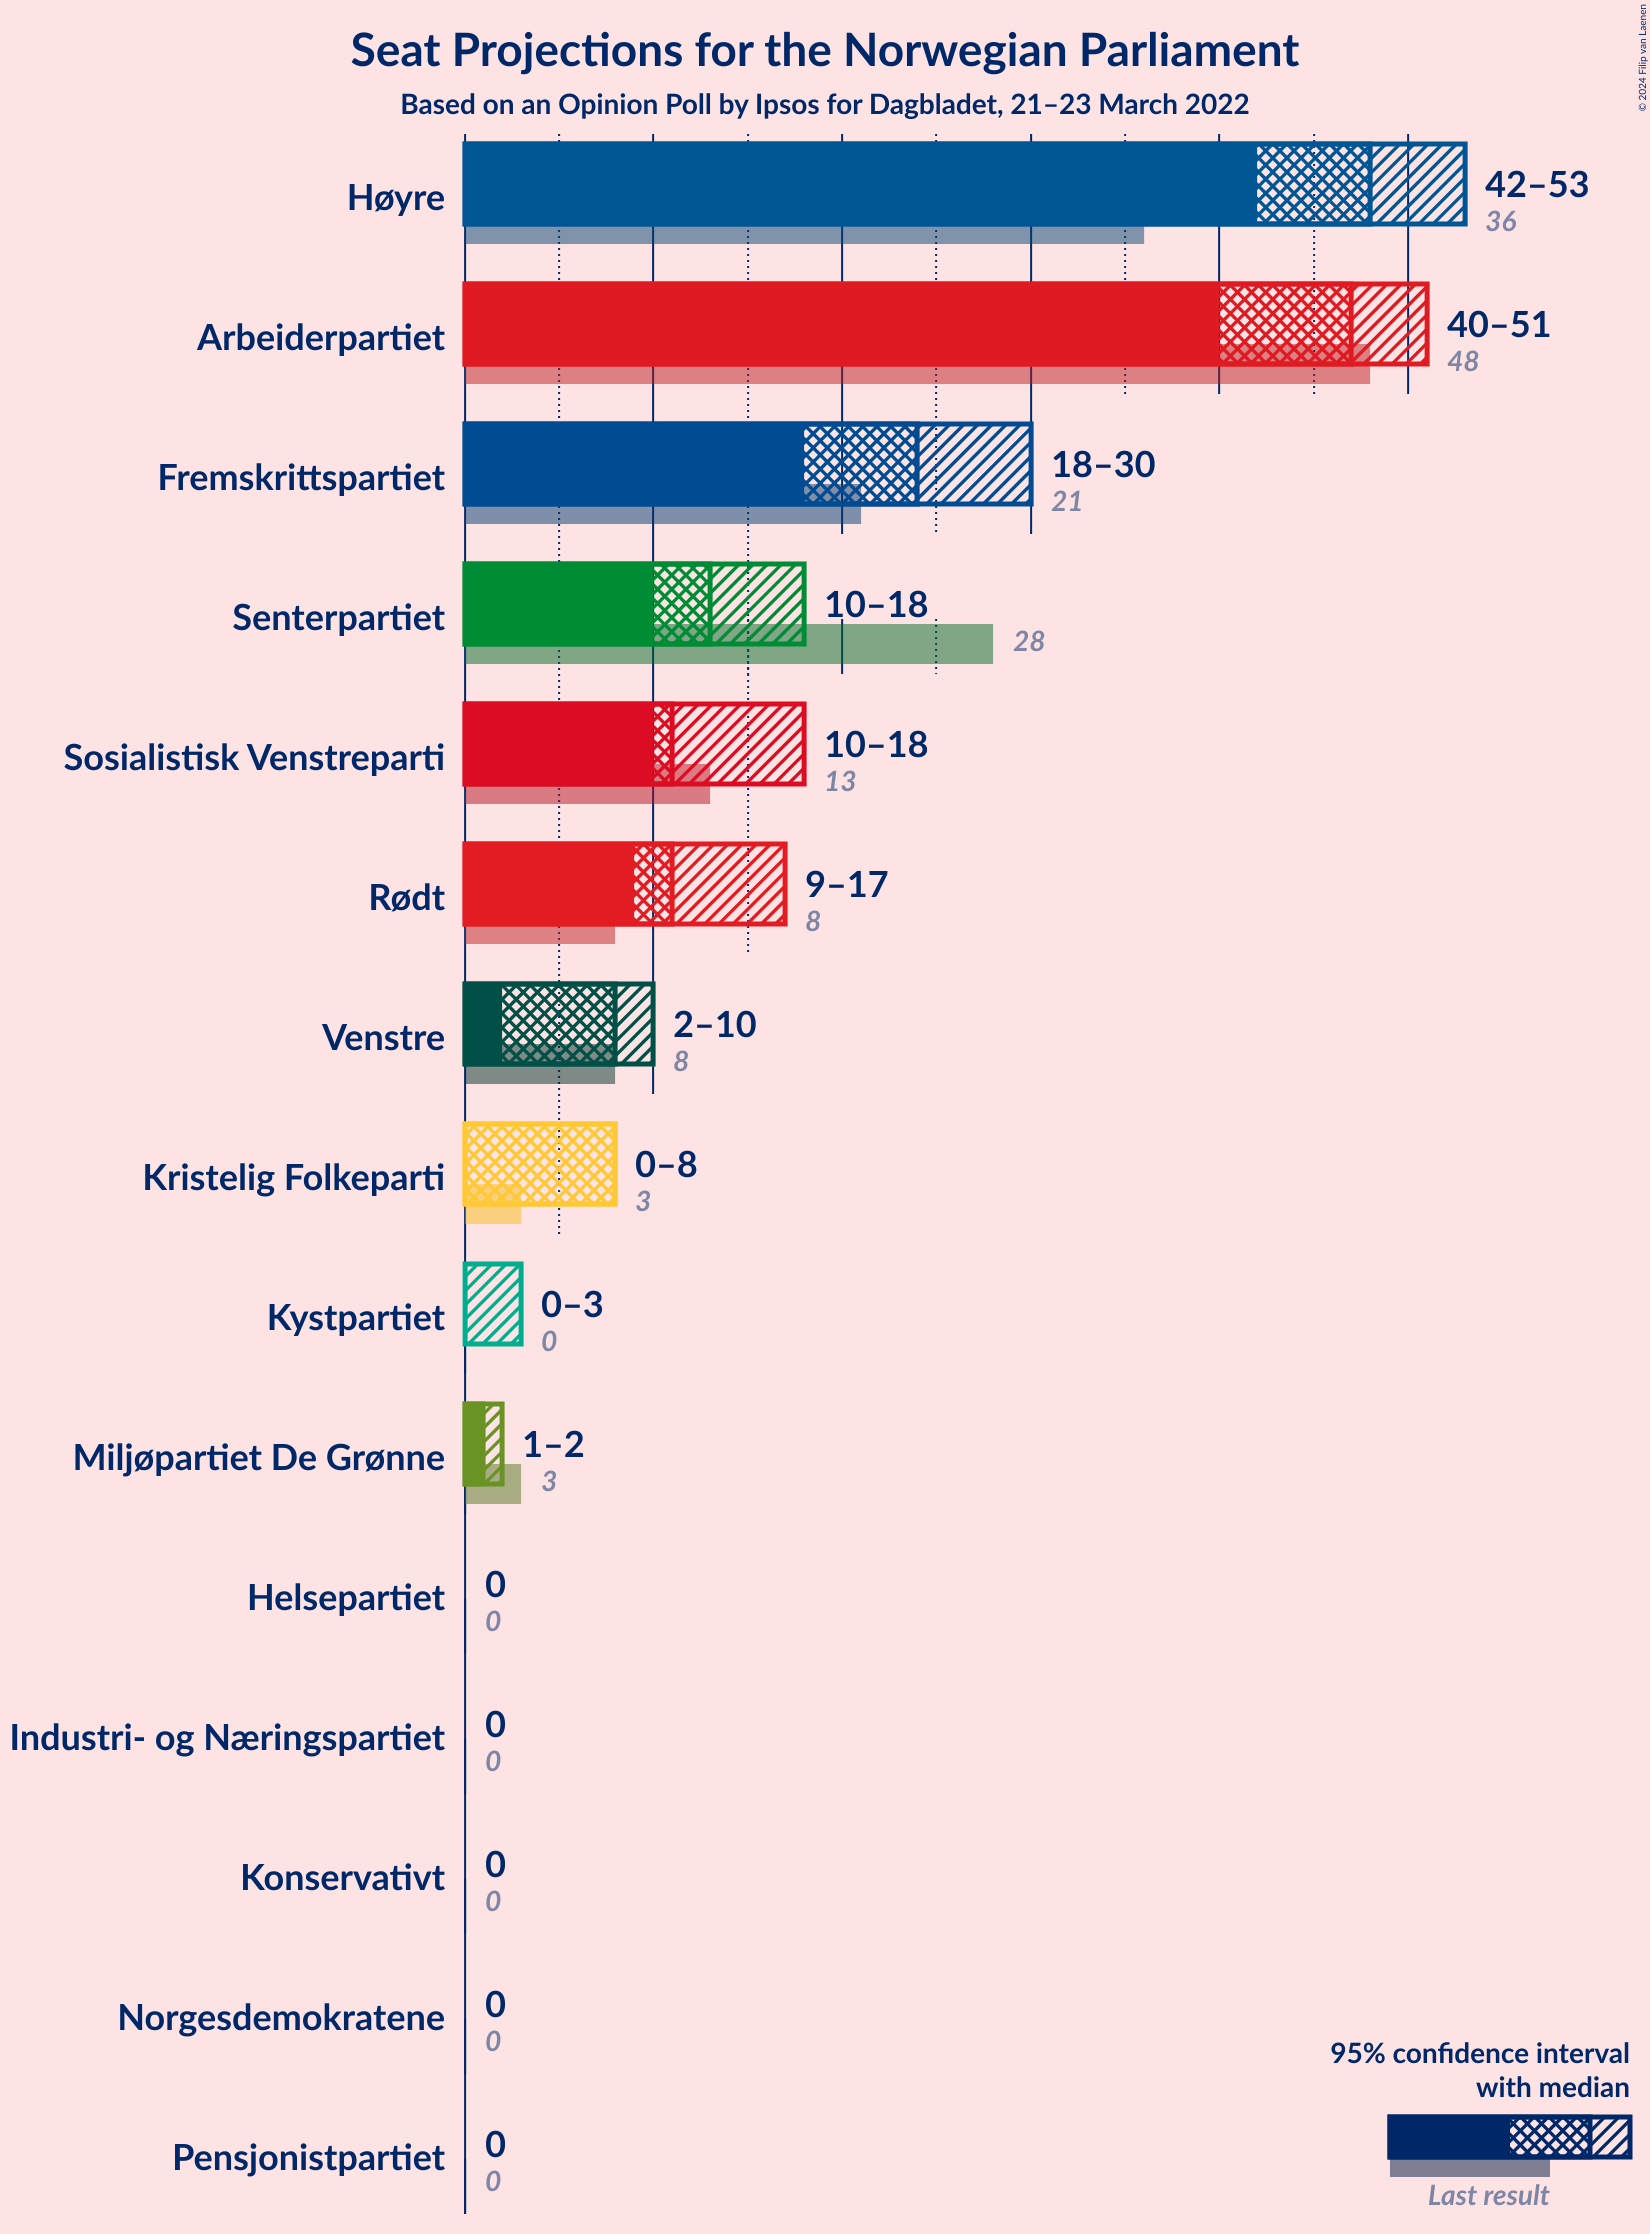 Seat Projections for the Norwegian Parliament
Based on an Opinion Poll by Ipsos for Dagbladet, 21–23 March 2022
© 2024 Filip van Laenen
Høyre
42–53
36
Arbeiderpartiet
40–51
48
Fremskrittspartiet
18–30
21
Senterpartiet
10–18
28
Sosialistisk Venstreparti
10–18
13
Rødt
9–17
8
Venstre
2–10
8
Kristelig Folkeparti
0–8
3
Kystpartiet
0–3
0
Miljøpartiet De Grønne
1–2
3
Helsepartiet
0
0
Industri- og Næringspartiet
0
0
Konservativt
0
0
Norgesdemokratene
0
0
Pensjonistpartiet
0
0
95% confidence interval
with median
Last result